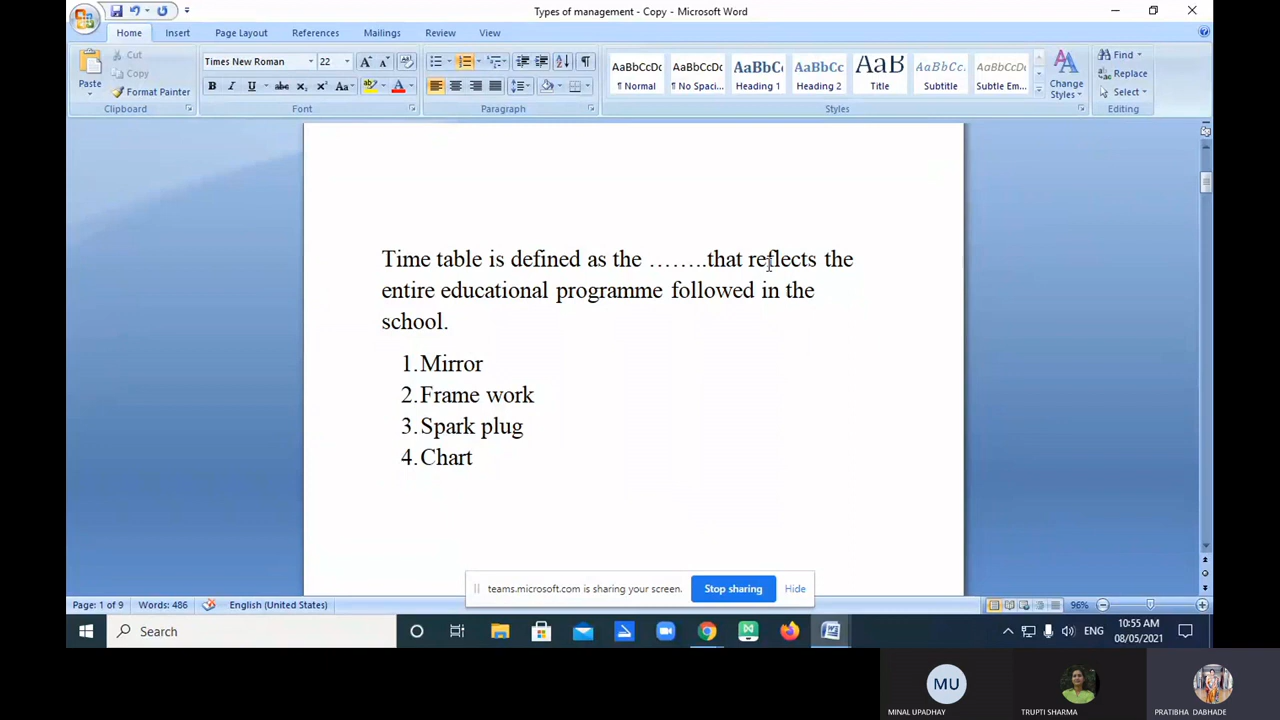 Types of management - Copy - Microsoft Word
Home Insert Page Layout References Mailings Review View
Paste
Cut
Copy
Format Painter
Clipboard
Times New Roman 22
B I U abc x₂ x² Aa A
Font
Paragraph
AaBbCcDc AaBbCcDc AaBbC AaBbCc AaB AaBbCc. AaBbCcDc
¶ Normal ¶ No Spaci... Heading 1 Heading 2 Title Subtitle Subtle Em...
Change Styles
Styles
Find
Replace
Select
Editing
Time table is defined as the ........that reflects the
entire educational programme followed in the
school.
1. Mirror
2. Frame work
3. Spark plug
4. Chart
teams.microsoft.com is sharing your screen. Stop sharing Hide
Page: 1 of 9 Words: 486 English (United States) 96%
Search
ENG
10:55 AM
08/05/2021
MU
MINAL UPADHAY TRUPTI SHARMA PRATIBHA DABHADE